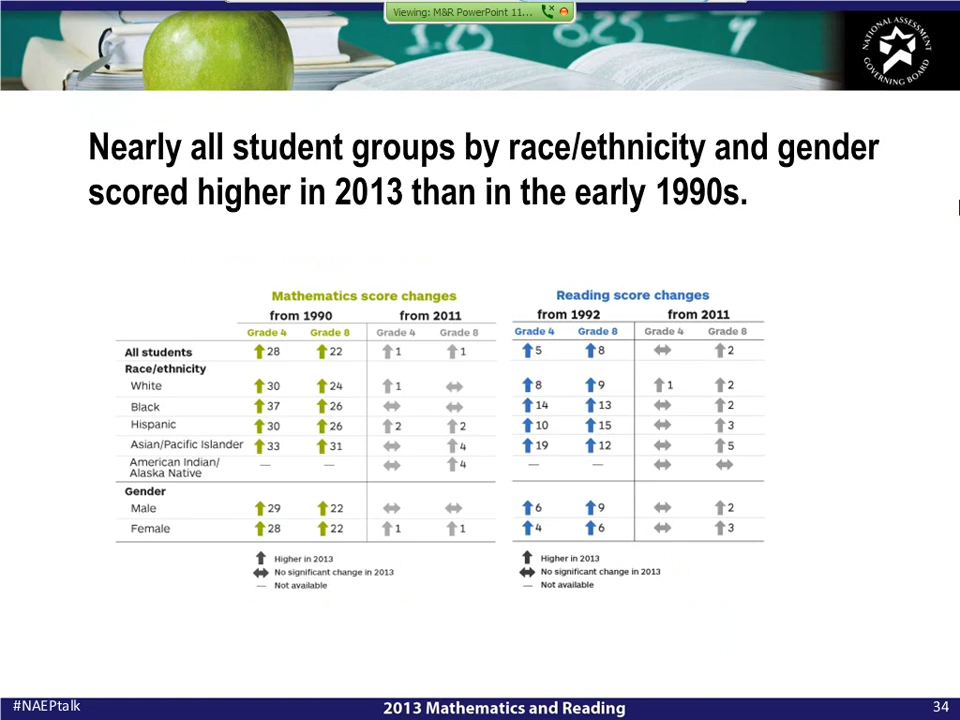 Viewing: M&R PowerPoint 11...
NATIONAL ASSESSMENT
GOVERNING BOARD
Nearly all student groups by race/ethnicity and gender
scored higher in 2013 than in the early 1990s.
Mathematics score changes
from 1990 from 2011
Grade 4 Grade 8 Grade 4 Grade 8
Reading score changes
from 1992 from 2011
Grade 4 Grade 8 Grade 4 Grade 8
All students 28 22 1 1 5 8 2
Race/ethnicity
White 30 24 1 8 9 1 2
Black 37 26 14 13 2
Hispanic 30 26 2 2 10 15 3
Asian/Pacific Islander 33 31 4 19 12 5
American Indian/
Alaska Native — — 4 — —
Gender
Male 29 22 6 9 2
Female 28 22 1 1 4 6 3
Higher in 2013
No significant change in 2013
— Not available
Higher in 2013
No significant change in 2013
— Not available
#NAEPtalk
2013 Mathematics and Reading
34